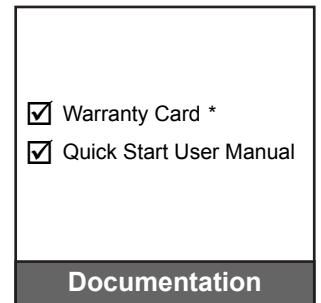 ☑ Warranty Card *
☑ Quick Start User Manual
Documentation